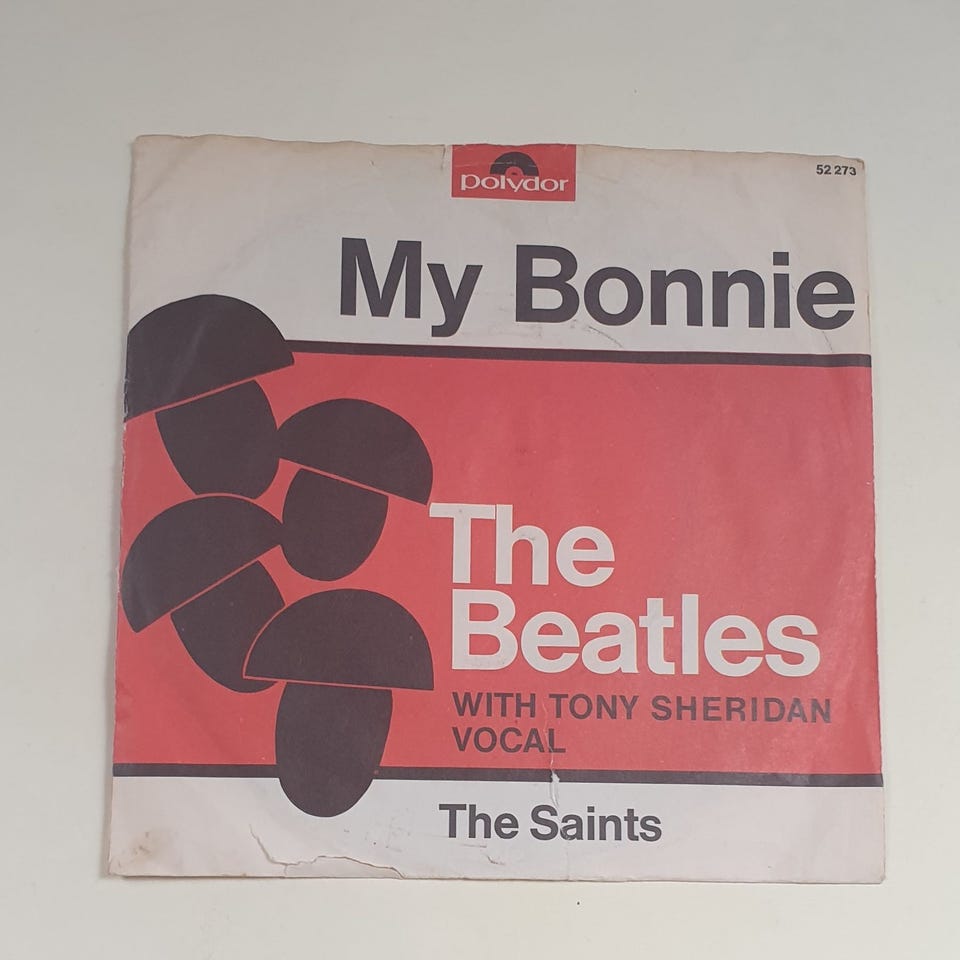 polydor
52 273
My Bonnie
The
Beatles
WITH TONY SHERIDAN
VOCAL
The Saints